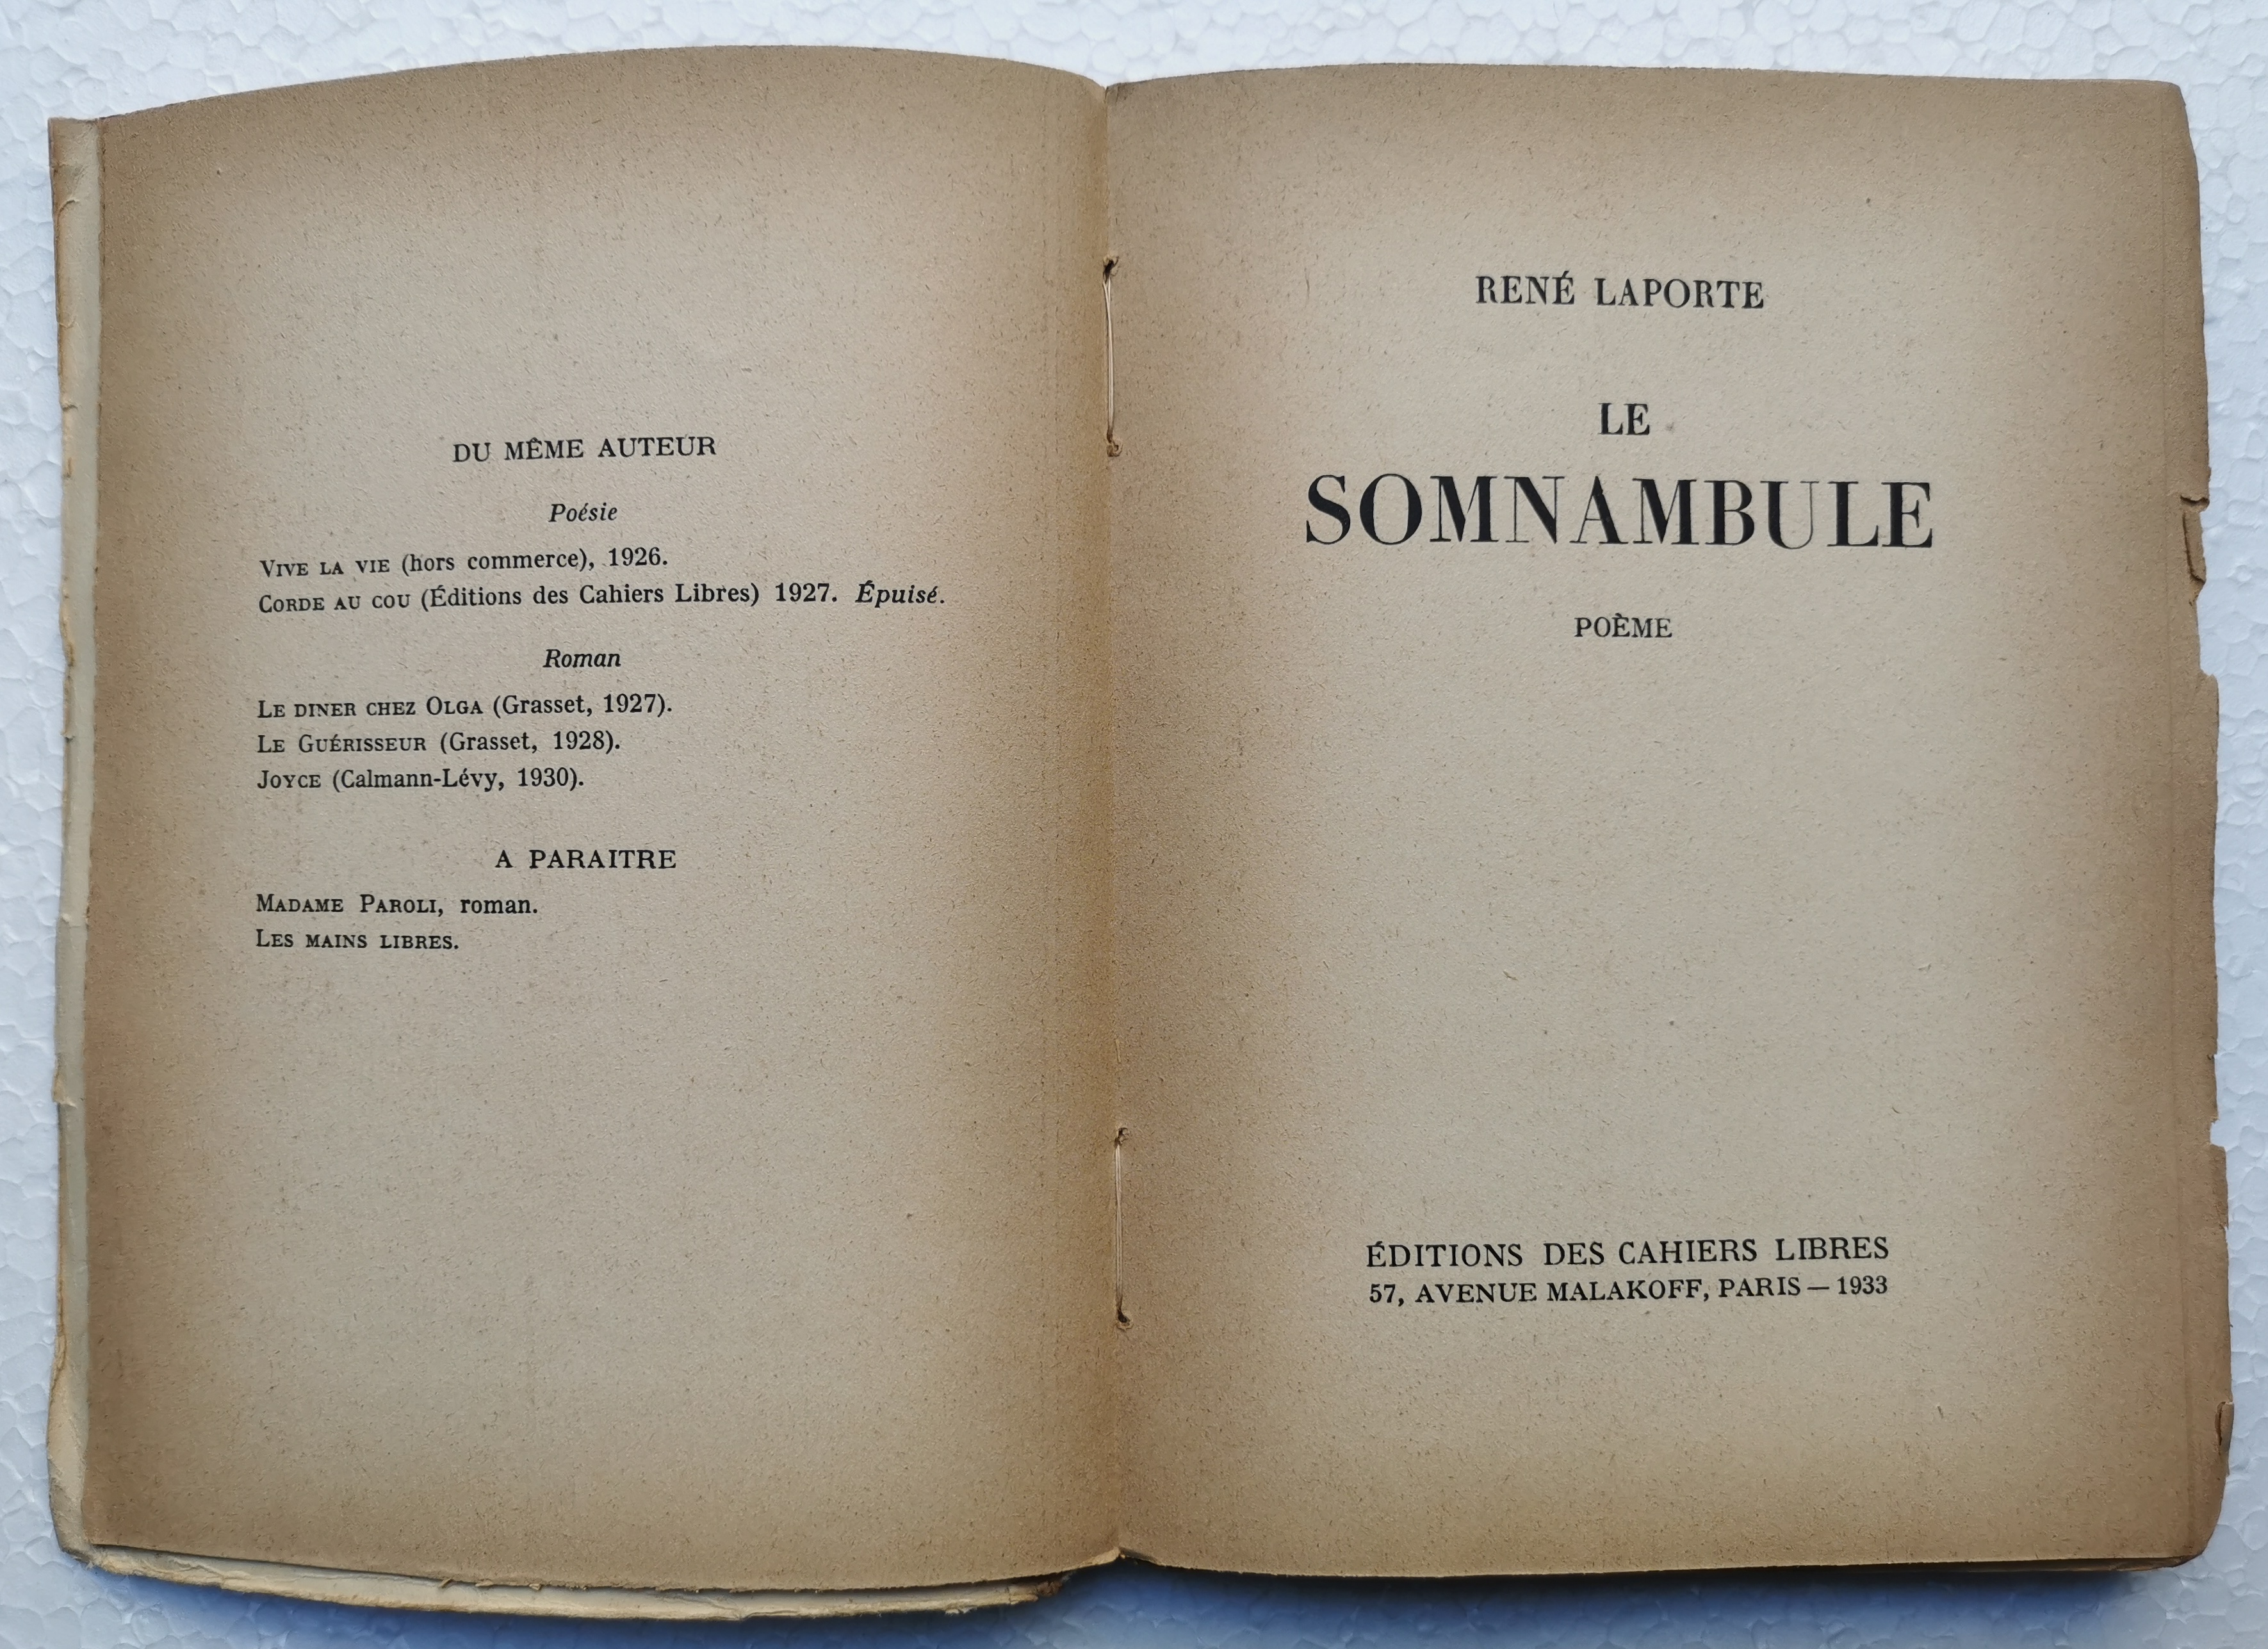 DU MÊME AUTEUR
Poésie
VIVE LA VIE (hors commerce), 1926.
CORDE AU COU (Éditions des Cahiers Libres) 1927. Épuisé.
Roman
LE DINER CHEZ OLGA (Grasset, 1927).
LE GUÉRISSEUR (Grasset, 1928).
JOYCE (Calmann-Lévy, 1930).
A PARAITRE
MADAME PAROLI, roman.
LES MAINS LIBRES.
RENÉ LAPORTE
LE
SOMNAMBULE
POÈME
ÉDITIONS DES CAHIERS LIBRES
57, AVENUE MALAKOFF, PARIS — 1933